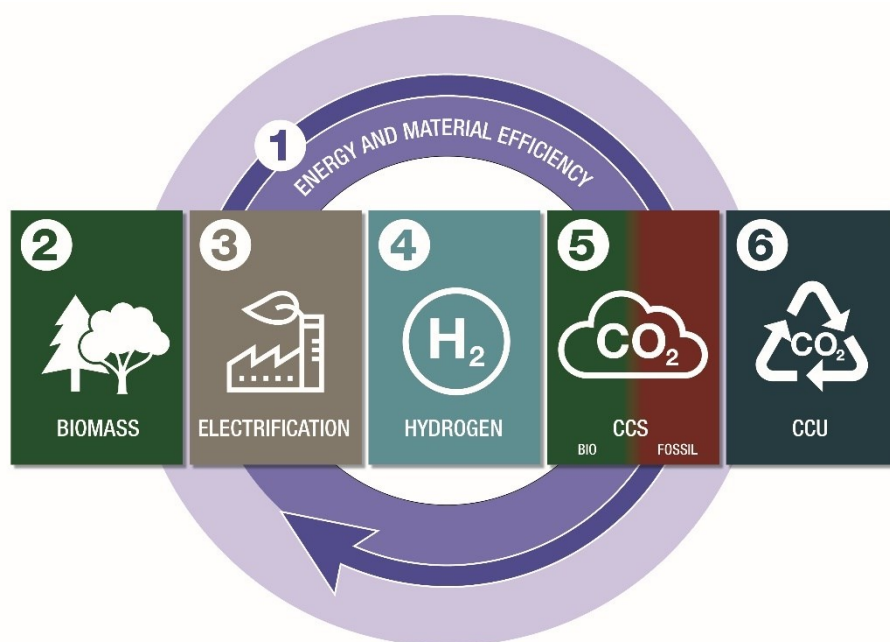 1
ENERGY AND MATERIAL EFFICIENCY
2
BIOMASS
3
ELECTRIFICATION
4
H₂
HYDROGEN
5
CO₂
CCS
BIO FOSSIL
6
CO₂
CCU